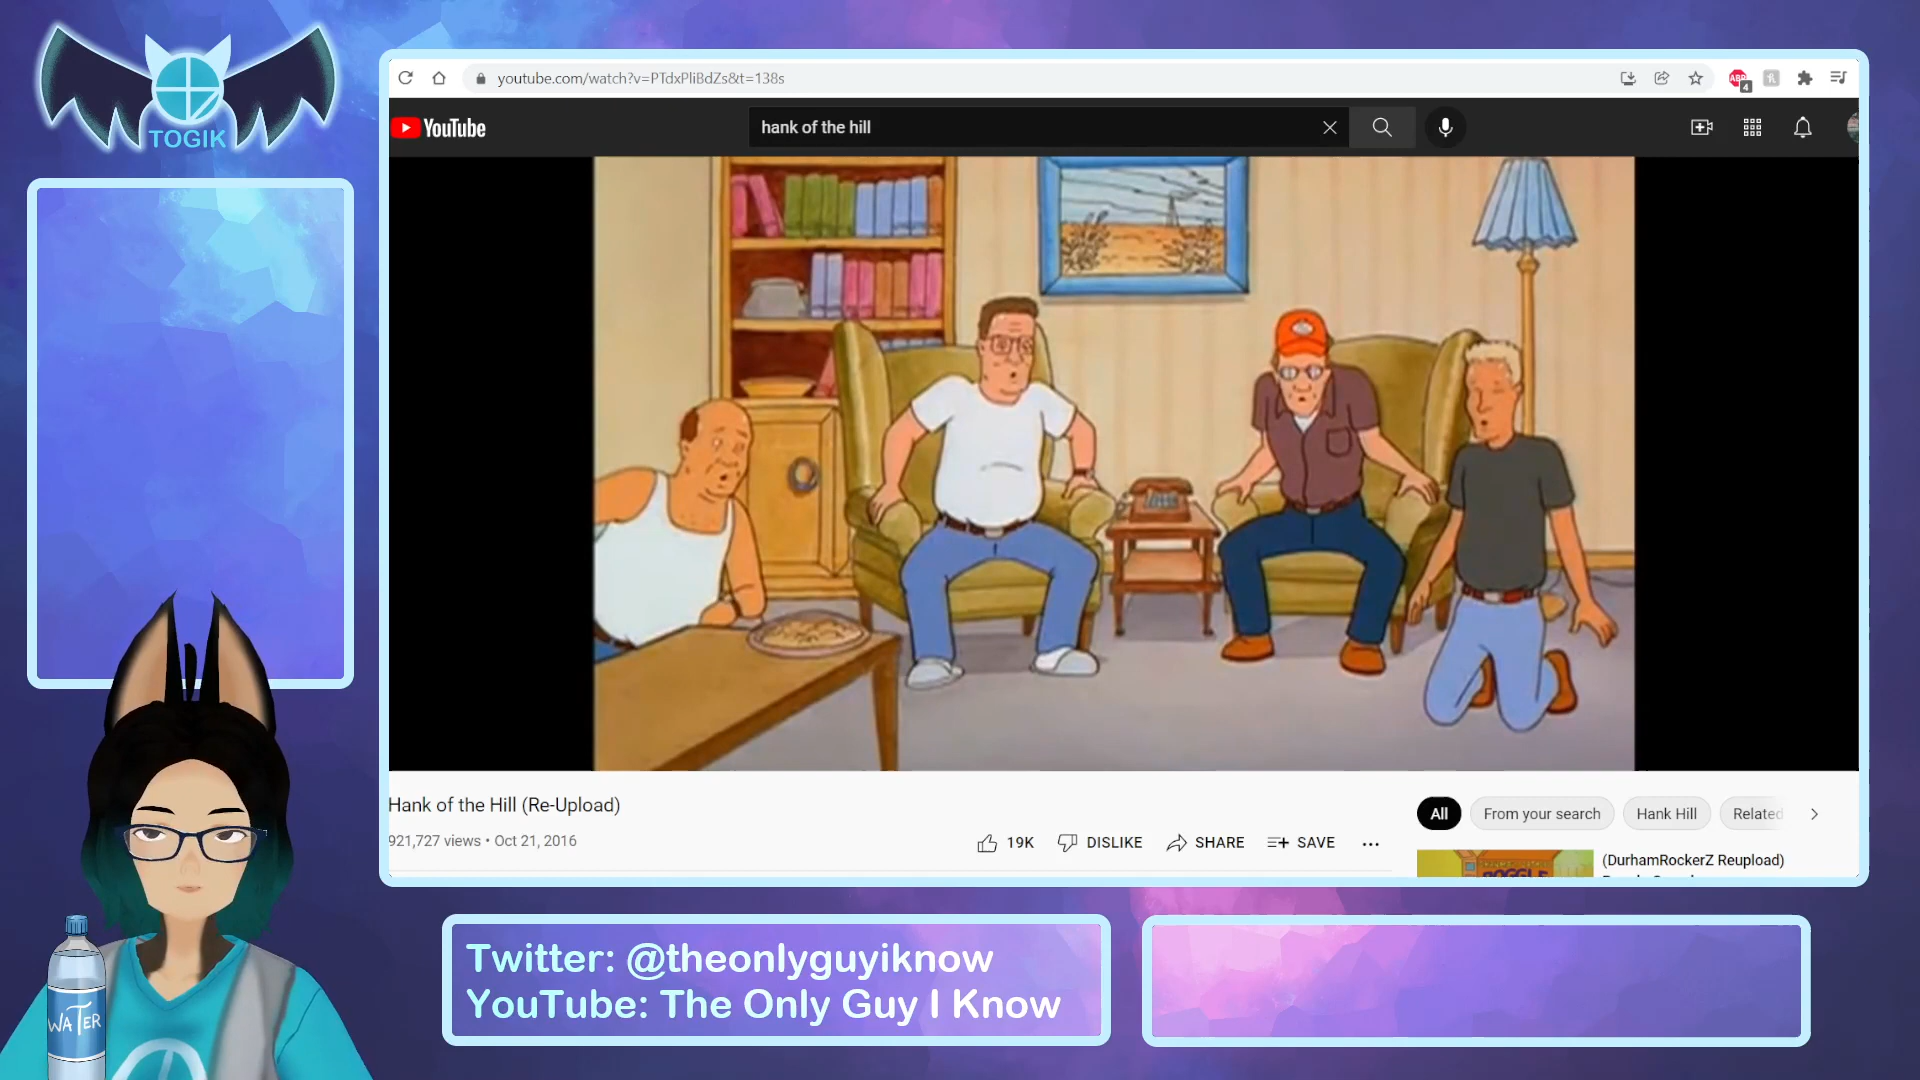 TOGIK
youtube.com/watch?v=PTdxPliBdZs&t=138s
ABP
4
YouTube
hank of the hill
Hank of the Hill (Re-Upload)
921,727 views • Oct 21, 2016
19K
DISLIKE
SHARE
SAVE
All
From your search
Hank Hill
Related
(DurhamRockerZ Reupload)
WATER
Twitter: @theonlyguyiknow
YouTube: The Only Guy I Know